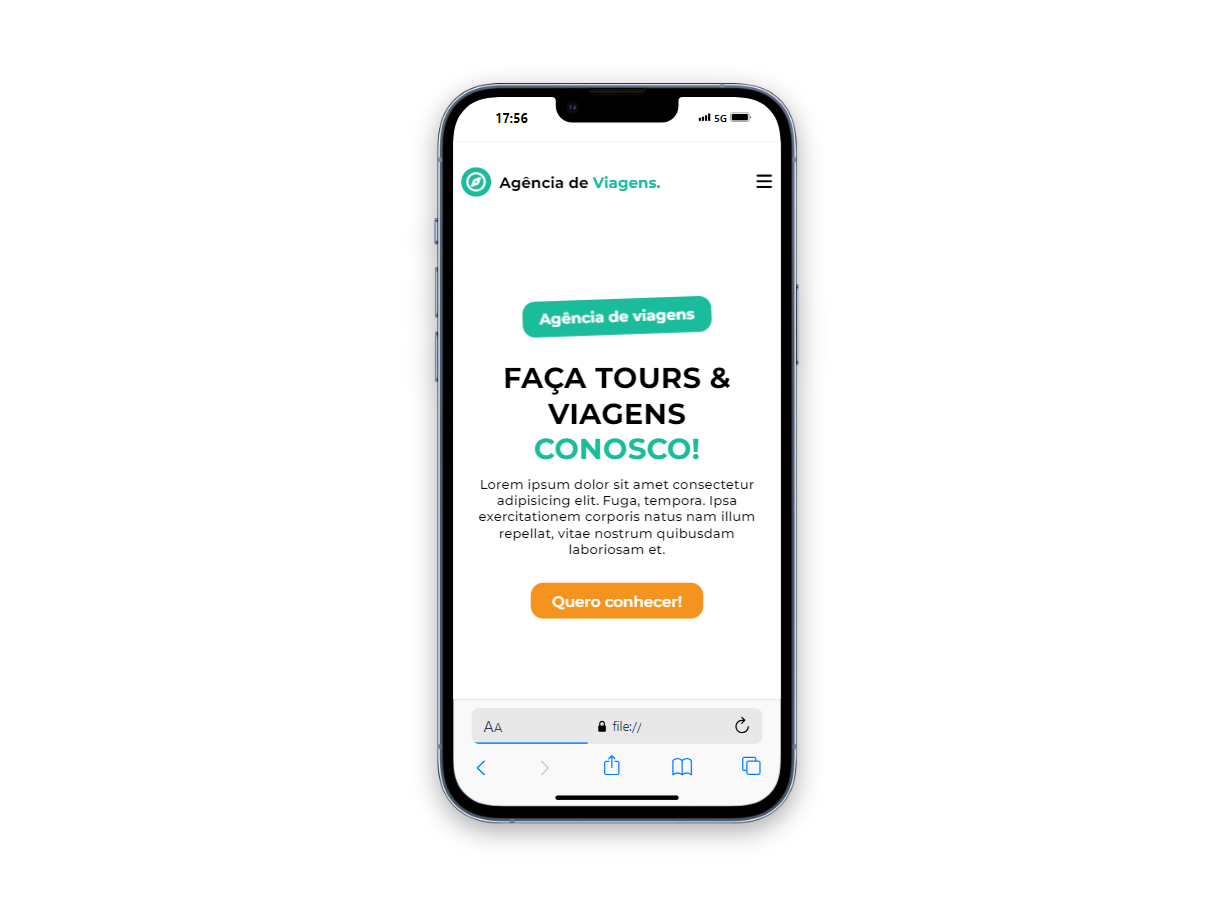 17:56
5G
Agência de Viagens.
Agência de viagens
FAÇA TOURS &
VIAGENS
CONOSCO!
Lorem ipsum dolor sit amet consectetur
adipisicing elit. Fuga, tempora. Ipsa
exercitationem corporis natus nam illum
repellat, vitae nostrum quibusdam
laboriosam et.
Quero conhecer!
AA
file://